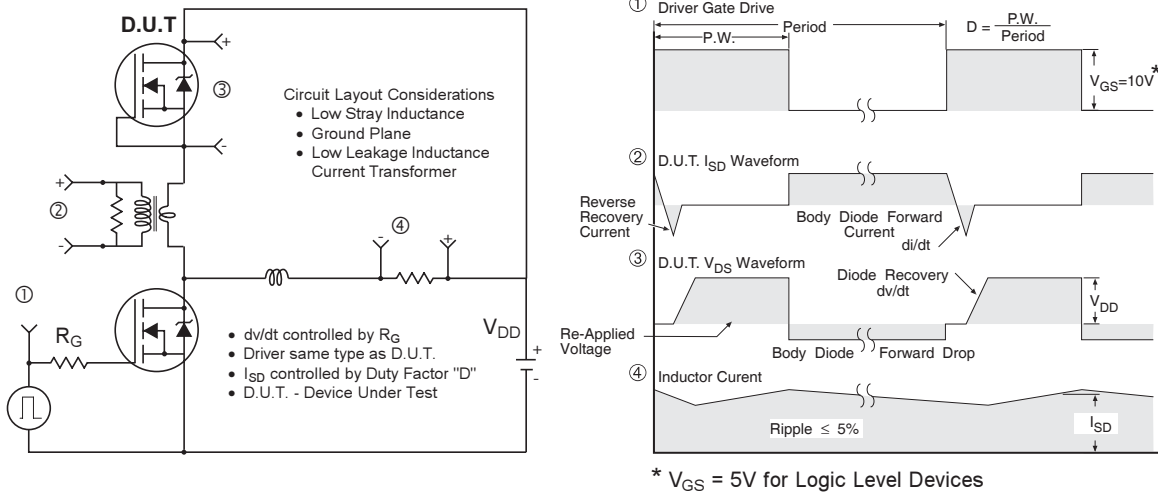 D.U.T
+
③
-
Circuit Layout Considerations
• Low Stray Inductance
• Ground Plane
• Low Leakage Inductance
Current Transformer
+
②
-
④
-
+
①
RG
VDD
+
-
• dv/dt controlled by RG
• Driver same type as D.U.T.
• ISD controlled by Duty Factor "D"
• D.U.T. - Device Under Test
① Driver Gate Drive
P.W.
Period
D = P.W. / Period
VGS=10V*
② D.U.T. ISD Waveform
Reverse
Recovery
Current
Body Diode Forward
Current
di/dt
③ D.U.T. VDS Waveform
Diode Recovery
dv/dt
VDD
Re-Applied
Voltage
Body Diode Forward Drop
④ Inductor Curent
Ripple ≤ 5%
ISD
* VGS = 5V for Logic Level Devices